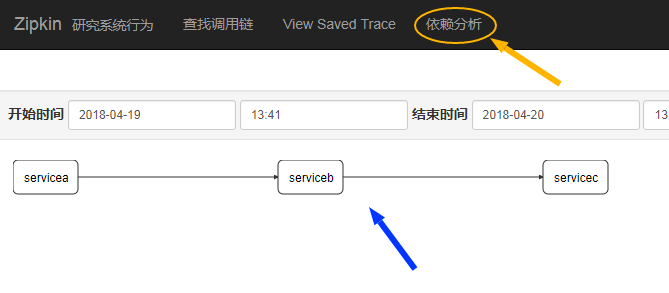 Zipkin 研究系统行为 查找调用链 View Saved Trace 依赖分析
开始时间 2018-04-19 13:41 结束时间 2018-04-20 13
servicea serviceb servicec